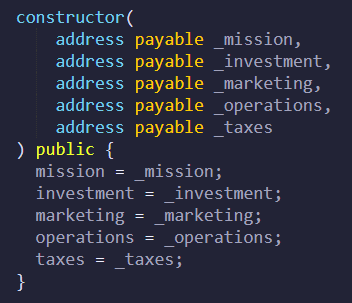 constructor(
    address payable _mission,
    address payable _investment,
    address payable _marketing,
    address payable _operations,
    address payable _taxes
) public {
  mission = _mission;
  investment = _investment;
  marketing = _marketing;
  operations = _operations;
  taxes = _taxes;
}